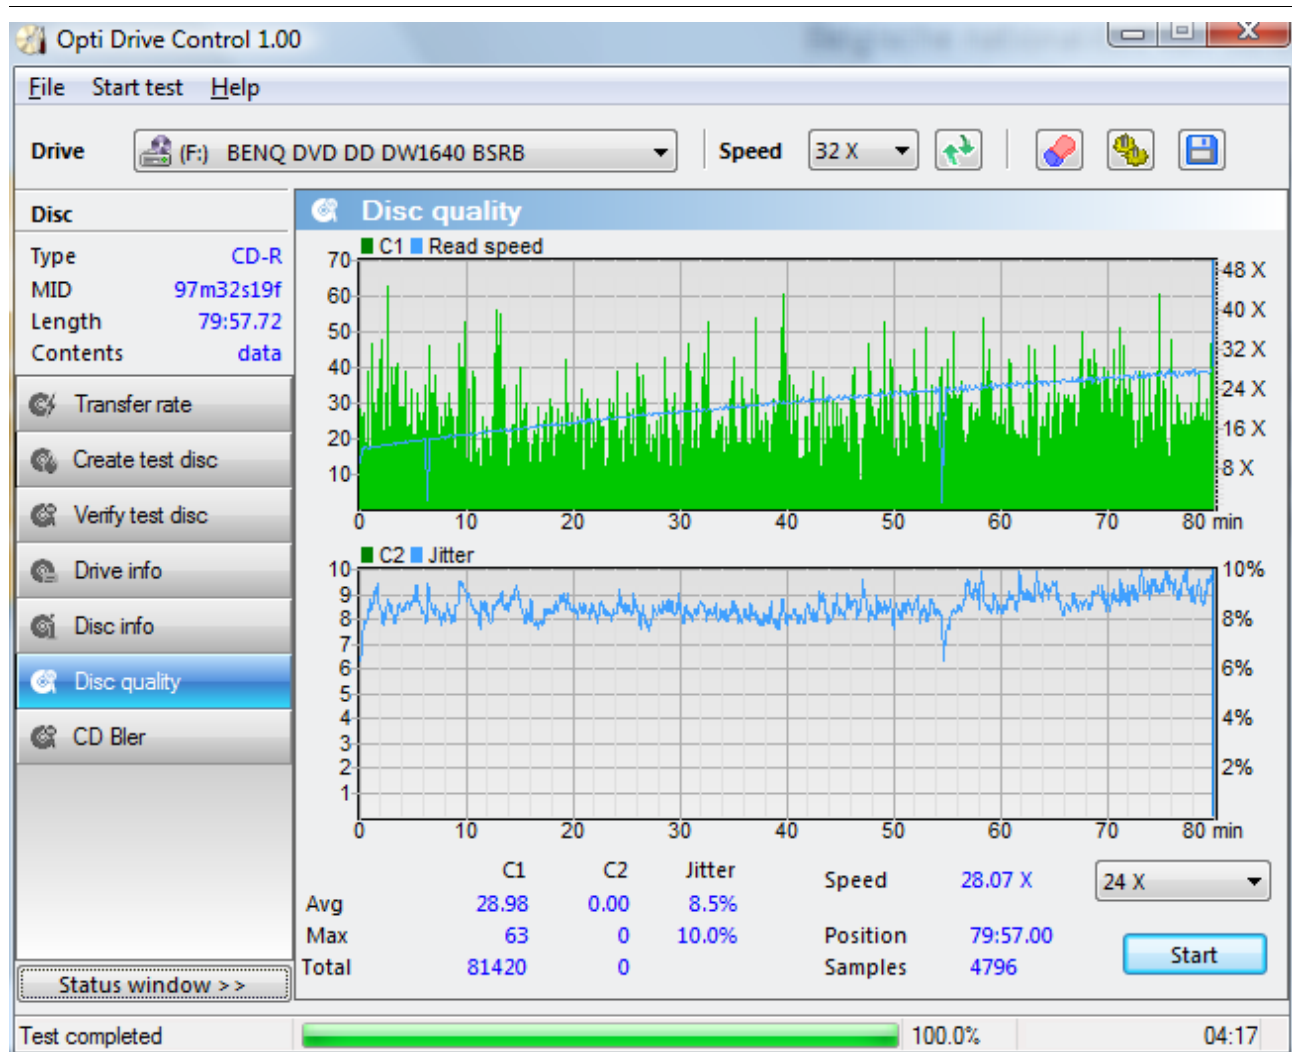 Opti Drive Control 1.00
File Start test Help
Drive (F:) BENQ DVD DD DW1640 BSRB Speed 32 X
Disc
Type CD-R
MID 97m32s19f
Length 79:57.72
Contents data
Transfer rate
Create test disc
Verify test disc
Drive info
Disc info
Disc quality
CD Bler
Status window >>
Disc quality
C1 Read speed
70
60
50
40
30
20
10
48 X
40 X
32 X
24 X
16 X
8 X
0 10 20 30 40 50 60 70 80 min
C2 Jitter
10
9
8
7
6
5
4
3
2
1
10%
8%
6%
4%
2%
0 10 20 30 40 50 60 70 80 min
C1 C2 Jitter
Avg 28.98 0.00 8.5%
Max 63 0 10.0%
Total 81420 0
Speed 28.07 X 24 X
Position 79:57.00
Samples 4796
Start
Test completed 100.0% 04:17